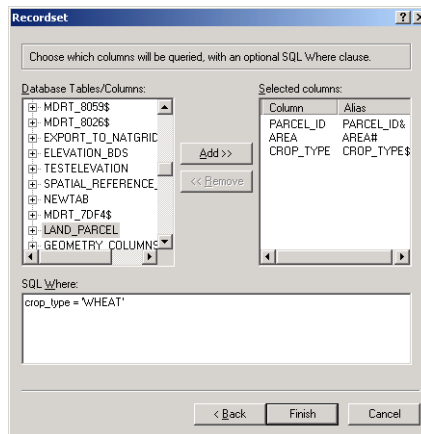 Recordset
Choose which columns will be queried, with an optional SQL Where clause.
Database Tables/Columns:
MDRT_8059$
MDRT_8026$
EXPORT_TO_NATGRID
ELEVATION_BDS
TESTELEVATION
SPATIAL_REFERENCE_
NEWTAB
MDRT_7DF4$
LAND_PARCEL
GEOMETRY_COLUMNS
Add >>
<< Remove
Selected columns:
Column Alias
PARCEL_ID PARCEL_ID&
AREA AREA#
CROP_TYPE CROP_TYPE$
SQL Where:
crop_type = 'WHEAT'
< Back
Finish
Cancel